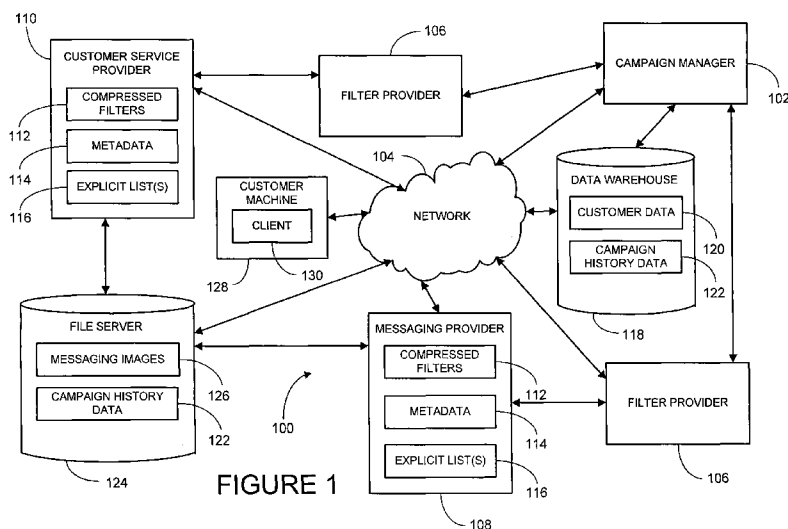 110
CUSTOMER SERVICE
PROVIDER
COMPRESSED
FILTERS
112
METADATA
114
EXPLICIT LIST(S)
116
106
FILTER PROVIDER
CAMPAIGN MANAGER
102
104
NETWORK
CUSTOMER
MACHINE
CLIENT
130
128
DATA WAREHOUSE
CUSTOMER DATA
120
CAMPAIGN
HISTORY DATA
122
118
FILE SERVER
MESSAGING IMAGES
126
CAMPAIGN HISTORY
DATA
122
124
100
FIGURE 1
MESSAGING PROVIDER
COMPRESSED
FILTERS
112
METADATA
114
EXPLICIT LIST(S)
116
108
FILTER PROVIDER
106